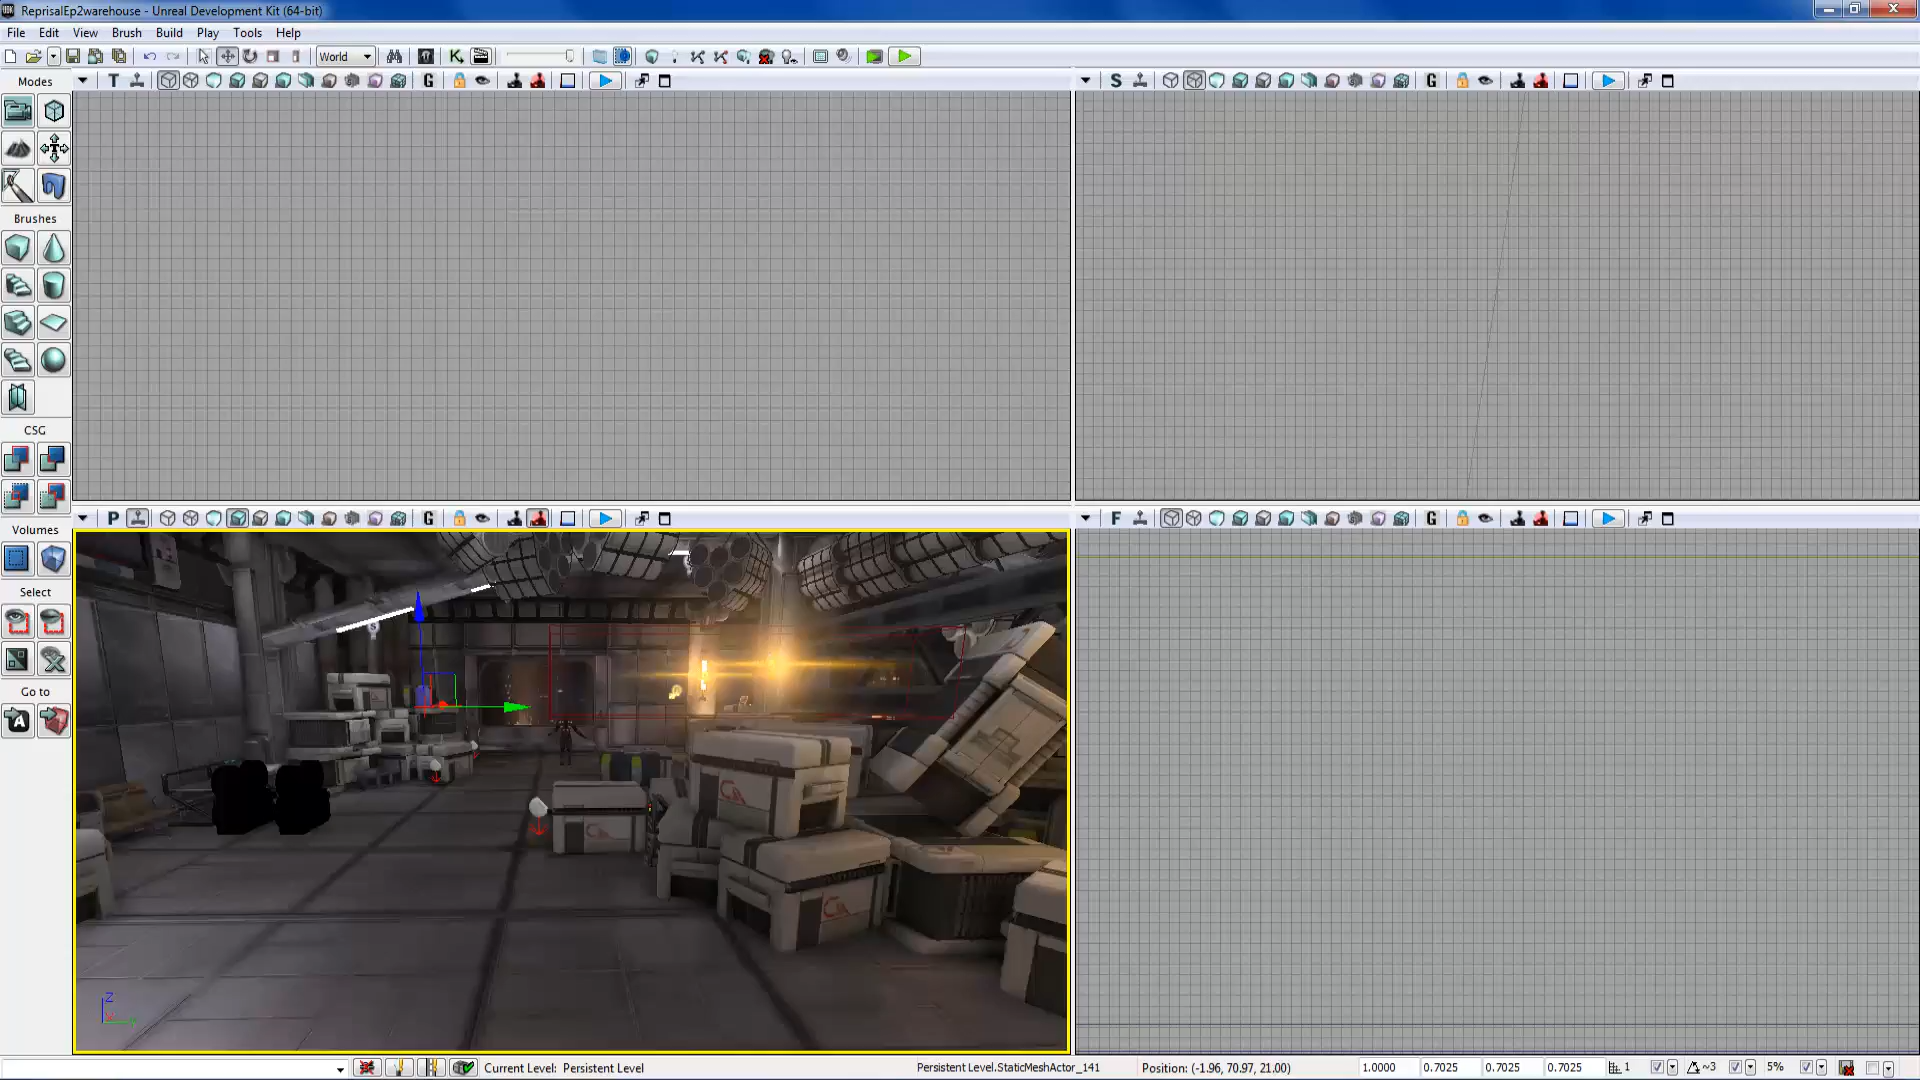 ReprisalEp2warehouse - Unreal Development Kit (64-bit)
File Edit View Brush Build Volumes Play Tools Help
World
Modes
T G
S G
Brushes
CSG
P G
F G
Volumes
Select
Go to
A
Z
Current Level: Persistent Level
Persistent Level.StaticMeshActor_141
Position: (-1.96, 70.97, 21.00)
1.0000 0.7025 0.7025 0.7025
1
~3
5%